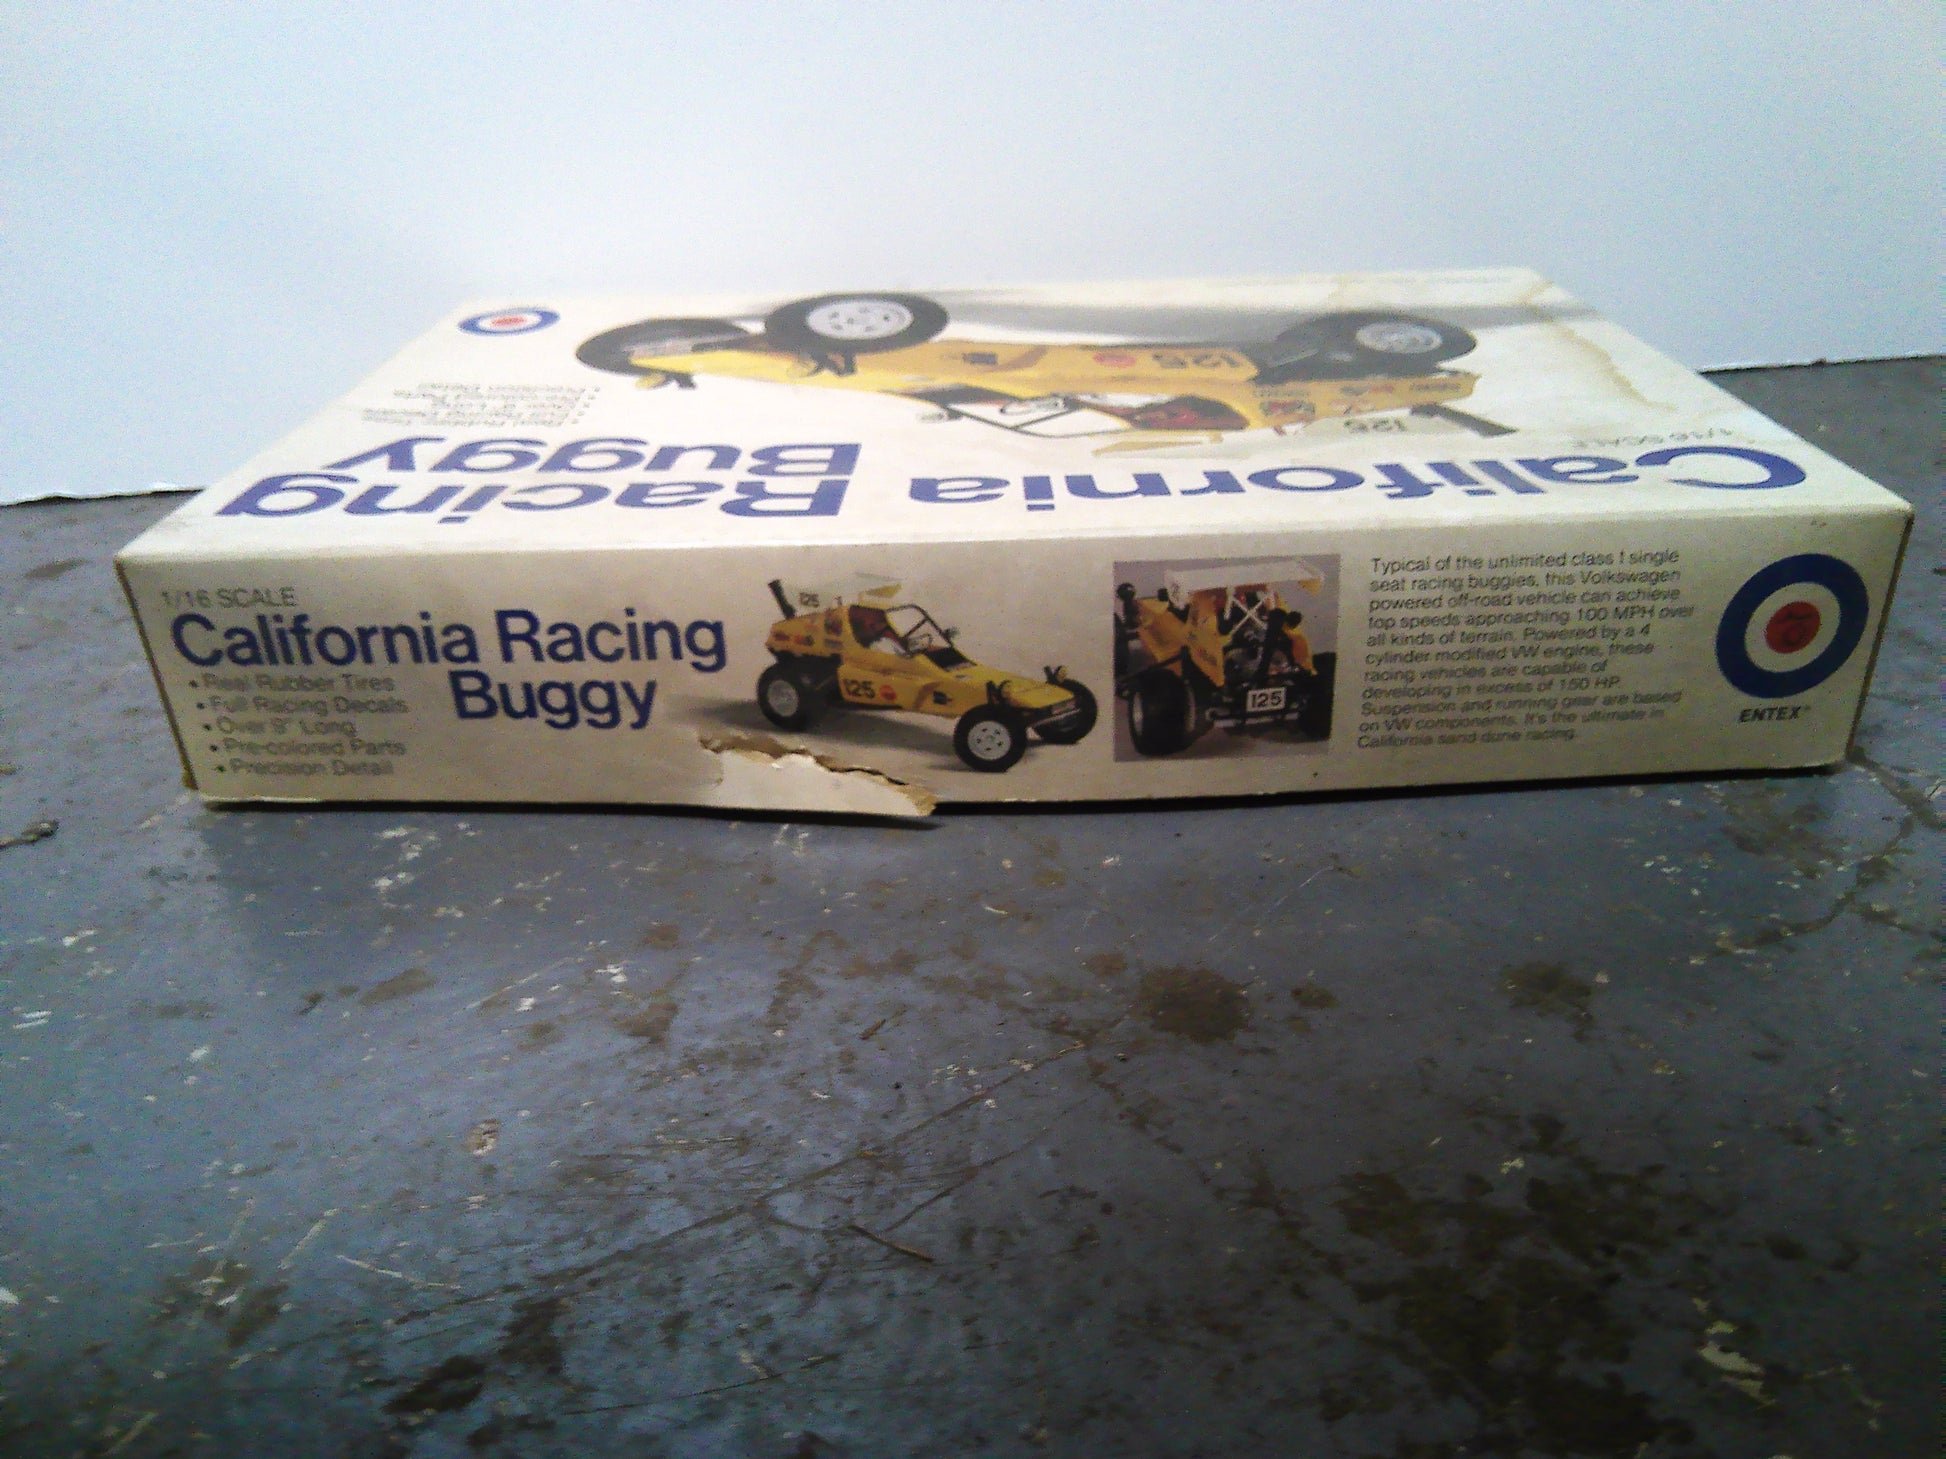 1/16 SCALE
California
Racing
Buggy
125
125
1/16 SCALE
California Racing
Buggy
• Real Rubber Tires
• Full Racing Decals
• Over 9" Long
• Pre-colored Parts
• Precision Detail
125
125
125
Typical of the unlimited class 1 single
seat racing buggies, this Volkswagen
powered off-road vehicle can achieve
top speeds approaching 100 MPH over
all kinds of terrain. Powered by a 4
cylinder modified VW engine, these
racing vehicles are capable of
developing in excess of 150 HP.
Suspension and running gear are based
on VW components. It's the ultimate in
California sand dune racing.
ENTEX®